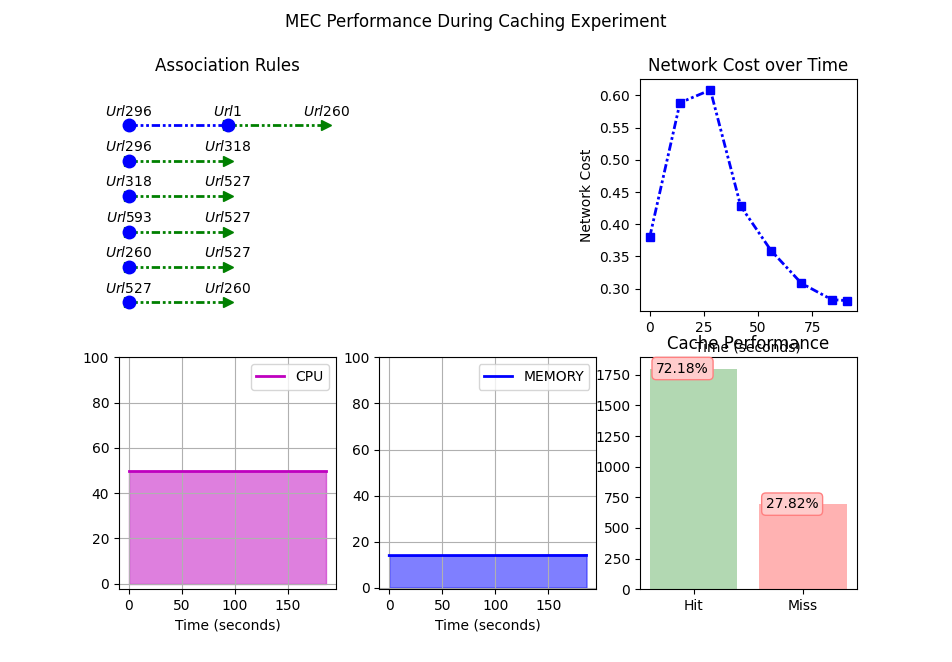 MEC Performance During Caching Experiment
Association Rules
Url296 Url1 Url260
Url296 Url318
Url318 Url527
Url593 Url527
Url260 Url527
Url527 Url260
Network Cost over Time
Network Cost
0.60
0.55
0.50
0.45
0.40
0.35
0.30
0 25 50 75
Time (seconds)
100
80
60
40
20
0
CPU
0 50 100 150
Time (seconds)
100
80
60
40
20
0
MEMORY
0 50 100 150
Time (seconds)
Cache Performance
1750
1500
1250
1000
750
500
250
0
72.18%
27.82%
Hit Miss